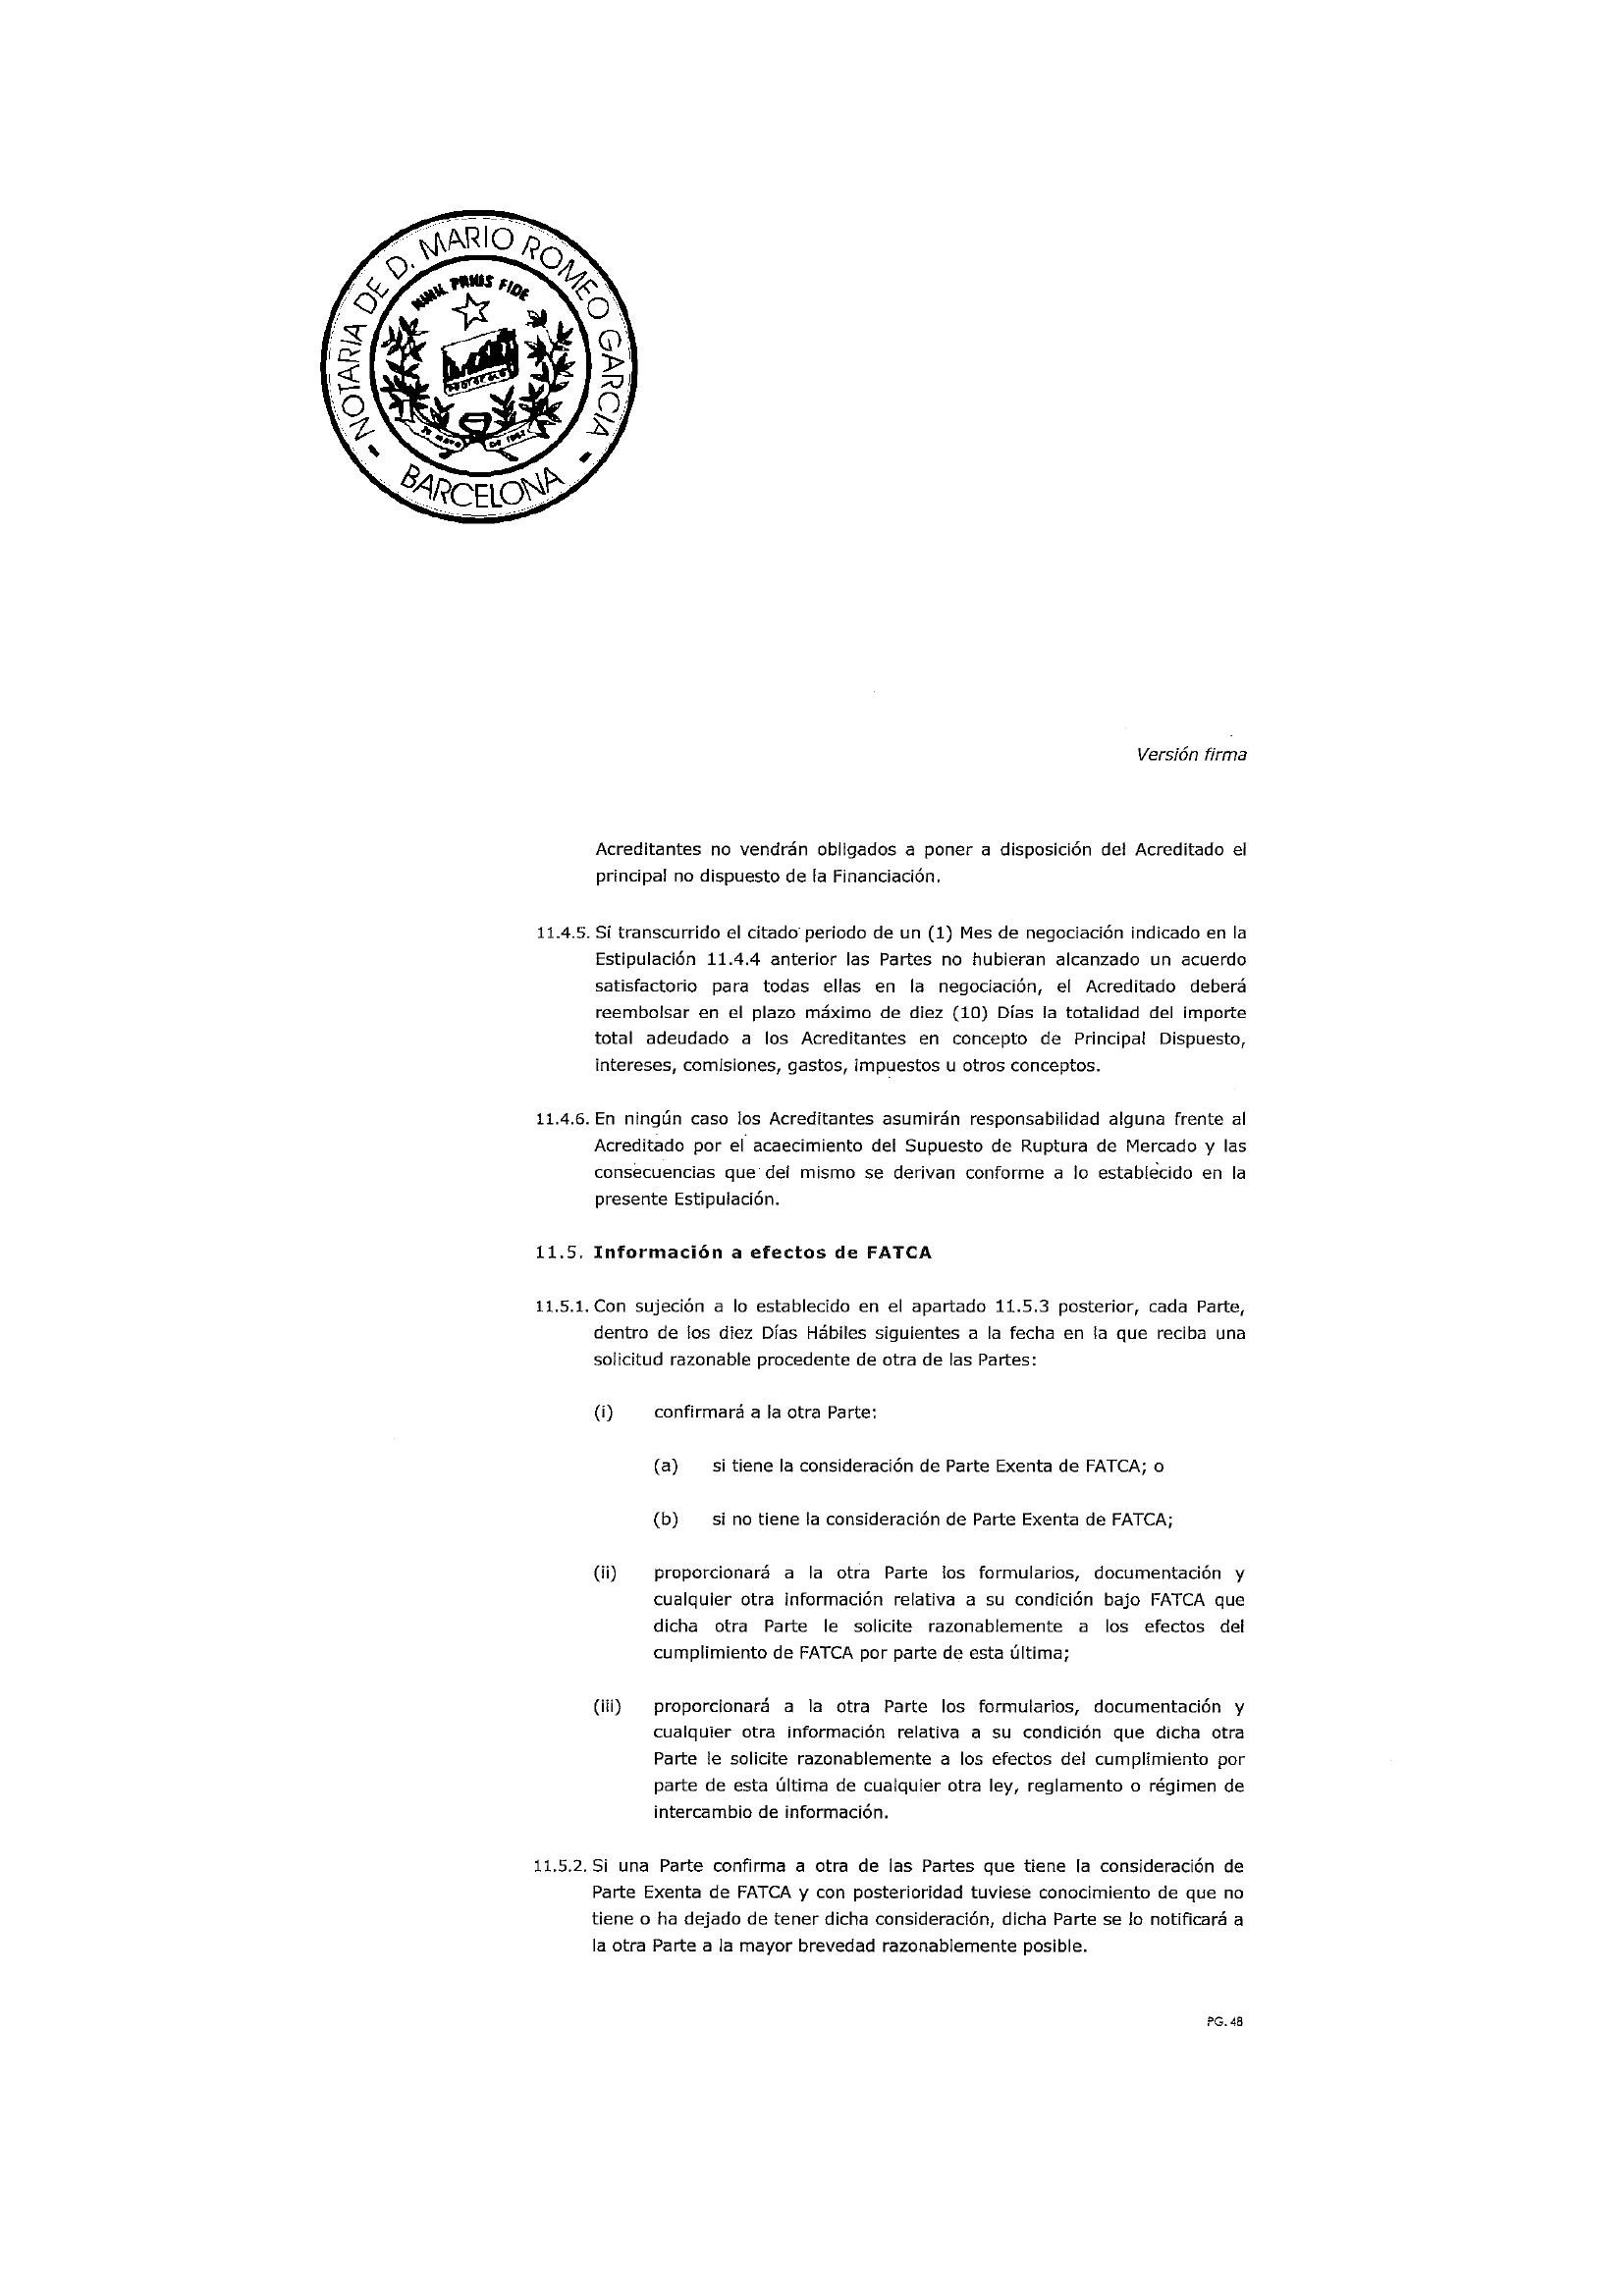 NOTARIA DE D. MARIO ROMEO GARCIA
NIHIL PRIUS FIDE
BARCELONA
Versión firma
Acreditantes no vendrán obligados a poner a disposición del Acreditado el
principal no dispuesto de la Financiación.
11.4.5. Si transcurrido el citado periodo de un (1) Mes de negociación indicado en la
Estipulación 11.4.4 anterior las Partes no hubieran alcanzado un acuerdo
satisfactorio para todas ellas en la negociación, el Acreditado deberá
reembolsar en el plazo máximo de diez (10) Días la totalidad del importe
total adeudado a los Acreditantes en concepto de Principal Dispuesto,
intereses, comisiones, gastos, impuestos u otros conceptos.
11.4.6. En ningún caso los Acreditantes asumirán responsabilidad alguna frente al
Acreditado por el acaecimiento del Supuesto de Ruptura de Mercado y las
consecuencias que del mismo se derivan conforme a lo establecido en la
presente Estipulación.
11.5. Información a efectos de FATCA
11.5.1. Con sujeción a lo establecido en el apartado 11.5.3 posterior, cada Parte,
dentro de los diez Días Hábiles siguientes a la fecha en la que reciba una
solicitud razonable procedente de otra de las Partes:
(i) confirmará a la otra Parte:
(a) si tiene la consideración de Parte Exenta de FATCA; o
(b) si no tiene la consideración de Parte Exenta de FATCA;
(ii) proporcionará a la otra Parte los formularios, documentación y
cualquier otra información relativa a su condición bajo FATCA que
dicha otra Parte le solicite razonablemente a los efectos del
cumplimiento de FATCA por parte de esta última;
(iii) proporcionará a la otra Parte los formularios, documentación y
cualquier otra información relativa a su condición que dicha otra
Parte le solicite razonablemente a los efectos del cumplimiento por
parte de esta última de cualquier otra ley, reglamento o régimen de
intercambio de información.
11.5.2. Si una Parte confirma a otra de las Partes que tiene la consideración de
Parte Exenta de FATCA y con posterioridad tuviese conocimiento de que no
tiene o ha dejado de tener dicha consideración, dicha Parte se lo notificará a
la otra Parte a la mayor brevedad razonablemente posible.
PG. 48